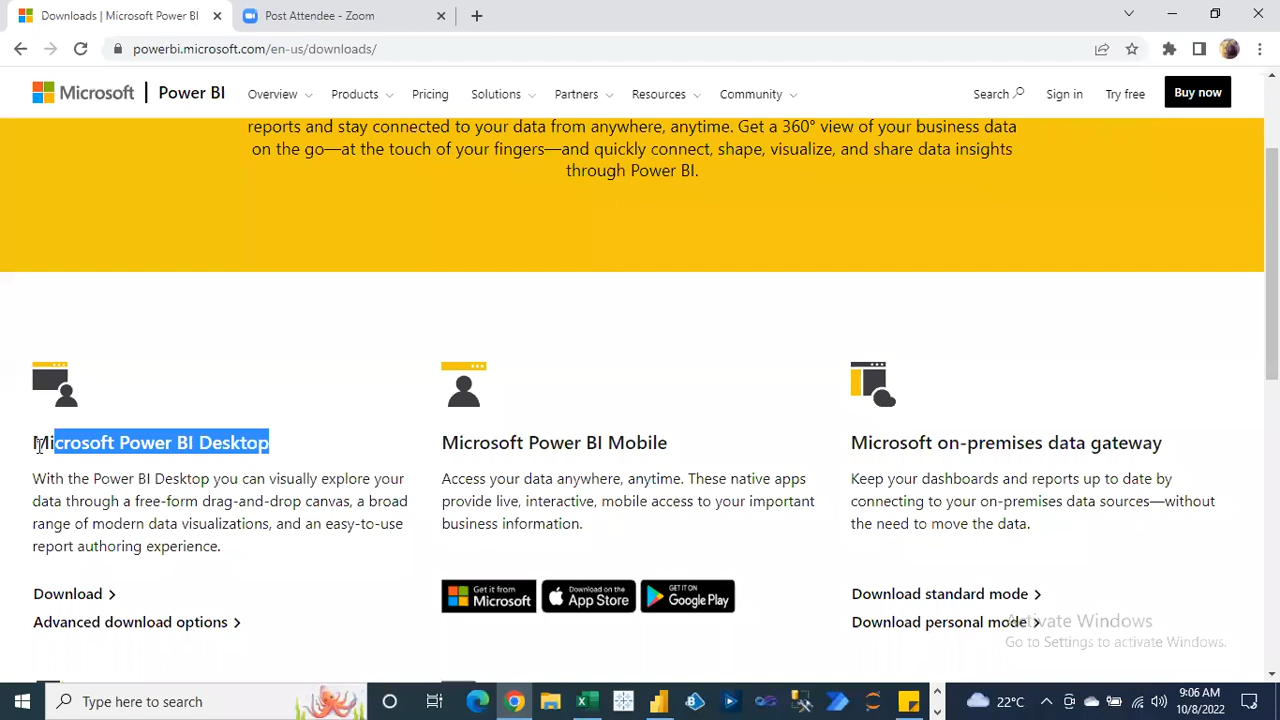 Downloads | Microsoft Power BI
Post Attendee - Zoom
powerbi.microsoft.com/en-us/downloads/
Microsoft
Power BI
Overview
Products
Pricing
Solutions
Partners
Resources
Community
Search
Sign in
Try free
Buy now
reports and stay connected to your data from anywhere, anytime. Get a 360° view of your business data
on the go—at the touch of your fingers—and quickly connect, shape, visualize, and share data insights
through Power BI.
Microsoft Power BI Desktop
With the Power BI Desktop you can visually explore your
data through a free-form drag-and-drop canvas, a broad
range of modern data visualizations, and an easy-to-use
report authoring experience.
Download
Advanced download options
Microsoft Power BI Mobile
Access your data anywhere, anytime. These native apps
provide live, interactive, mobile access to your important
business information.
Get it from
Microsoft
Download on the
App Store
GET IT ON
Google Play
Microsoft on-premises data gateway
Keep your dashboards and reports up to date by
connecting to your on-premises data sources—without
the need to move the data.
Download standard mode
Download personal mode
Activate Windows
Go to Settings to activate Windows.
Type here to search
22°C
9:06 AM
10/8/2022